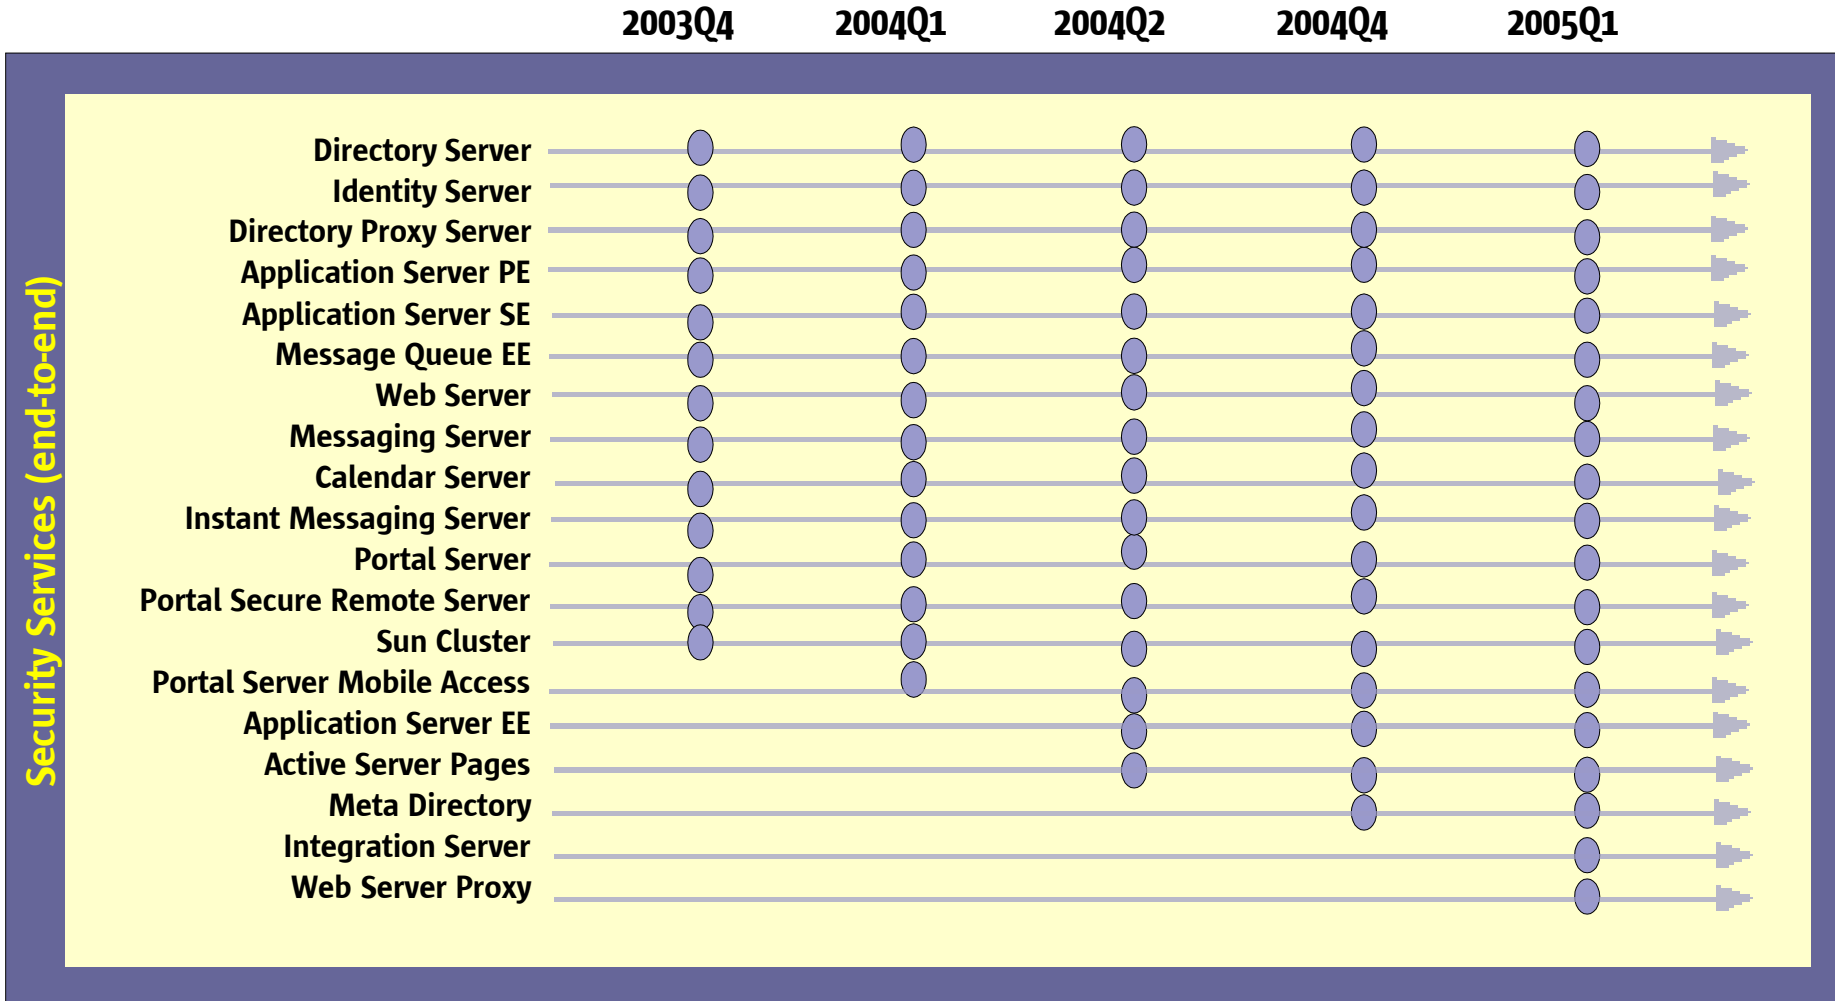 2003Q4 2004Q1 2004Q2 2004Q4 2005Q1
Security Services (end-to-end)
Directory Server
Identity Server
Directory Proxy Server
Application Server PE
Application Server SE
Message Queue EE
Web Server
Messaging Server
Calendar Server
Instant Messaging Server
Portal Server
Portal Secure Remote Server
Sun Cluster
Portal Server Mobile Access
Application Server EE
Active Server Pages
Meta Directory
Integration Server
Web Server Proxy